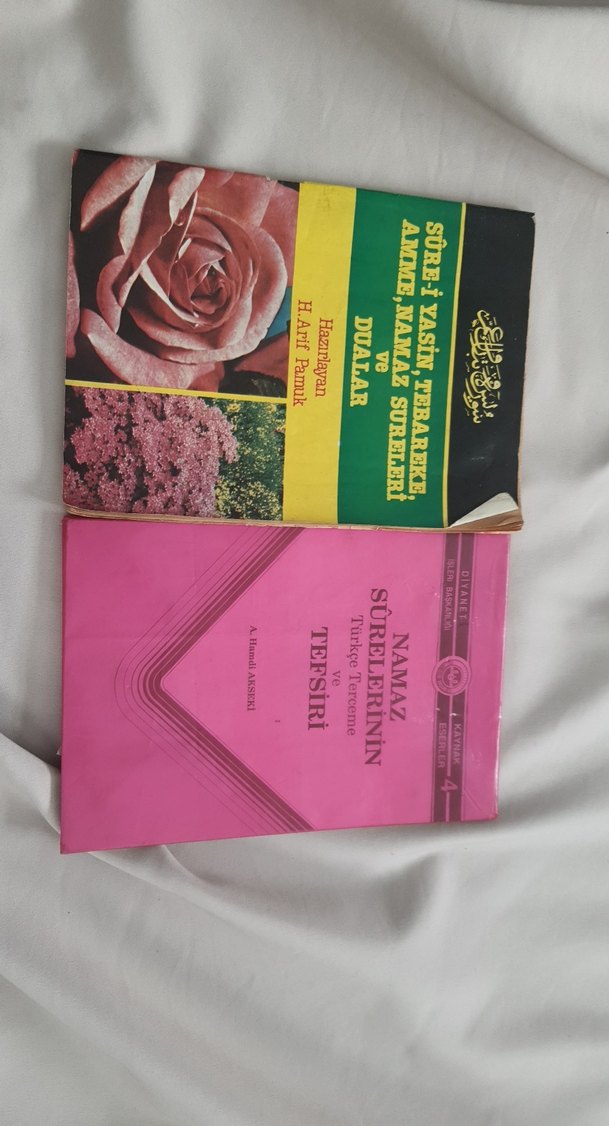 SÛRE-İ YASİN, TEBAREKE,
AMME, NAMAZ SURELERİ
ve
DUALAR
Hazırlayan
H. Arif Pamuk
DİYANET
İŞLERİ BAŞKANLIĞI
KAYNAK
ESERLER
4
NAMAZ
SÛRELERİNİN
Türkçe Terceme
ve
TEFSİRİ
A. Hamdi AKSEKİ